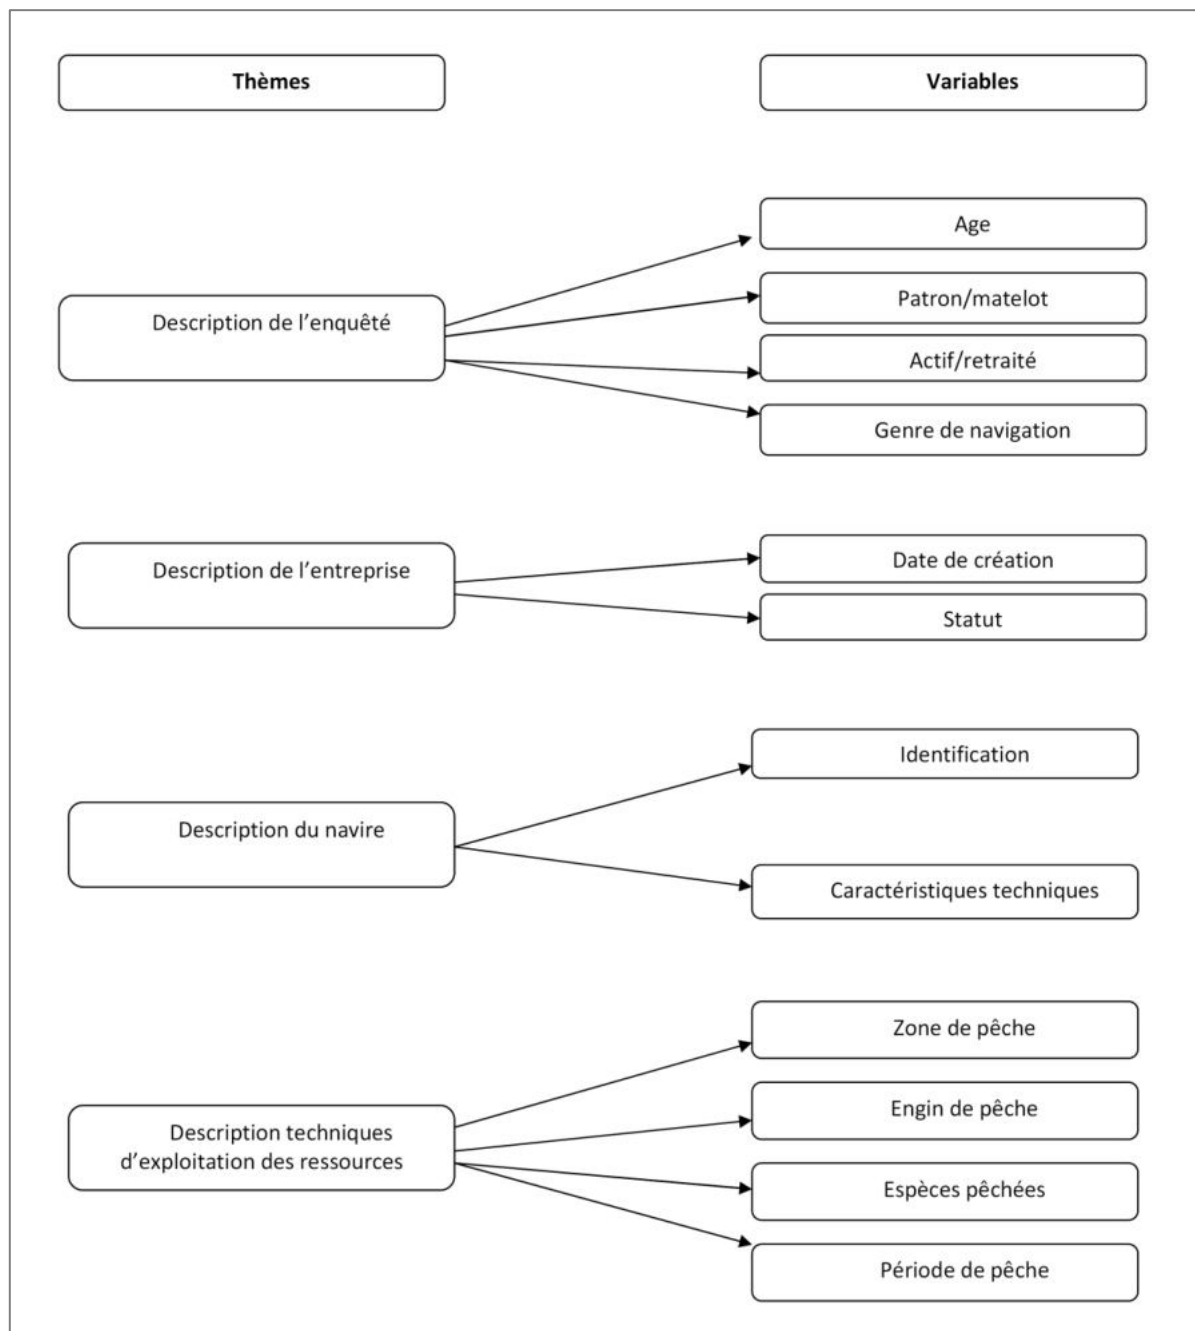 Thèmes
Variables
Description de l'enquêté
Age
Patron/matelot
Actif/retraité
Genre de navigation
Description de l'entreprise
Date de création
Statut
Description du navire
Identification
Caractéristiques techniques
Description techniques
d'exploitation des ressources
Zone de pêche
Engin de pêche
Espèces pêchées
Période de pêche